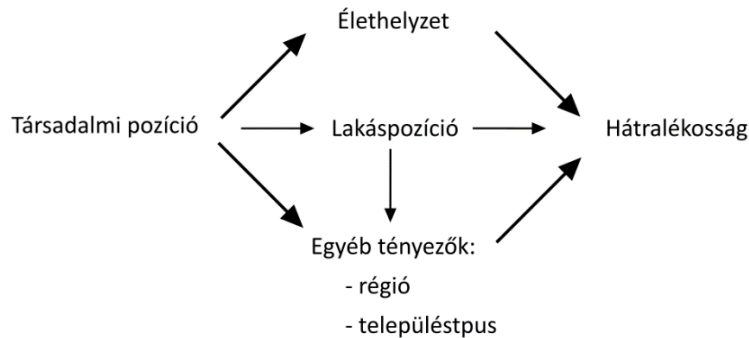 Élethelyzet
Társadalmi pozíció
Lakáspozíció
Hátralékosság
Egyéb tényezők:
- régió
- településtpus